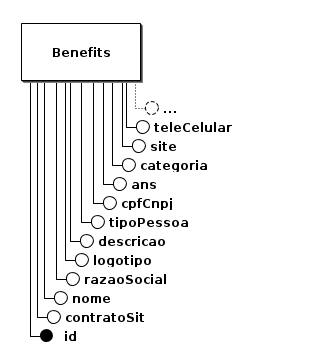 Benefits
...
teleCelular
site
categoria
ans
cpfCnpj
tipoPessoa
descricao
logotipo
razaoSocial
nome
contratoSit
id